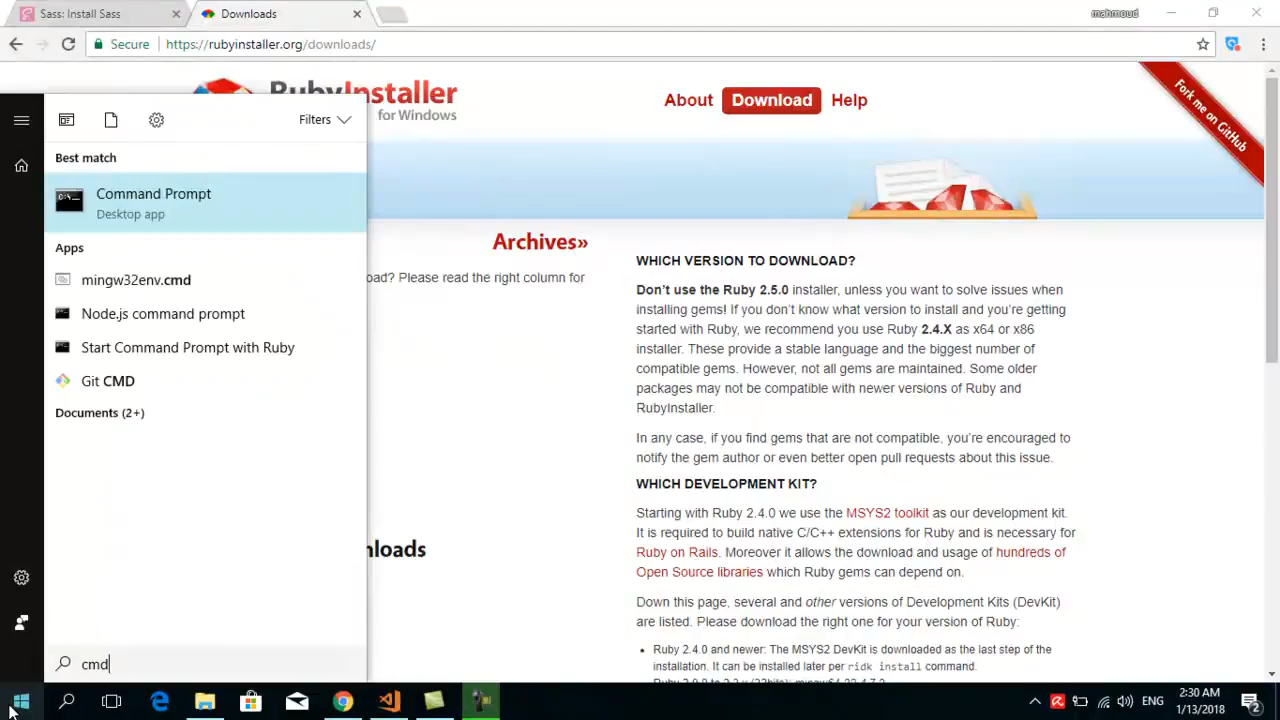 Sass: Install Sass
Downloads
mahmoud
Secure
https://rubyinstaller.org/downloads/
RubyInstaller
for Windows
About
Download
Help
Fork me on GitHub
Filters
Best match
Command Prompt
Desktop app
Apps
mingw32env.cmd
Node.js command prompt
Start Command Prompt with Ruby
Git CMD
Documents (2+)
cmd
Archives»
oad? Please read the right column for
nloads
WHICH VERSION TO DOWNLOAD?
Don't use the Ruby 2.5.0 installer, unless you want to solve issues when
installing gems! If you don't know what version to install and you're getting
started with Ruby, we recommend you use Ruby 2.4.X as x64 or x86
installer. These provide a stable language and the biggest number of
compatible gems. However, not all gems are maintained. Some older
packages may not be compatible with newer versions of Ruby and
RubyInstaller.
In any case, if you find gems that are not compatible, you're encouraged to
notify the gem author or even better open pull requests about this issue.
WHICH DEVELOPMENT KIT?
Starting with Ruby 2.4.0 we use the MSYS2 toolkit as our development kit.
It is required to build native C/C++ extensions for Ruby and is necessary for
Ruby on Rails. Moreover it allows the download and usage of hundreds of
Open Source libraries which Ruby gems can depend on.
Down this page, several and other versions of Development Kits (DevKit)
are listed. Please download the right one for your version of Ruby:
Ruby 2.4.0 and newer: The MSYS2 DevKit is downloaded as the last step of the
installation. It can be installed later per ridk install command.
ENG
2:30 AM
1/13/2018
2